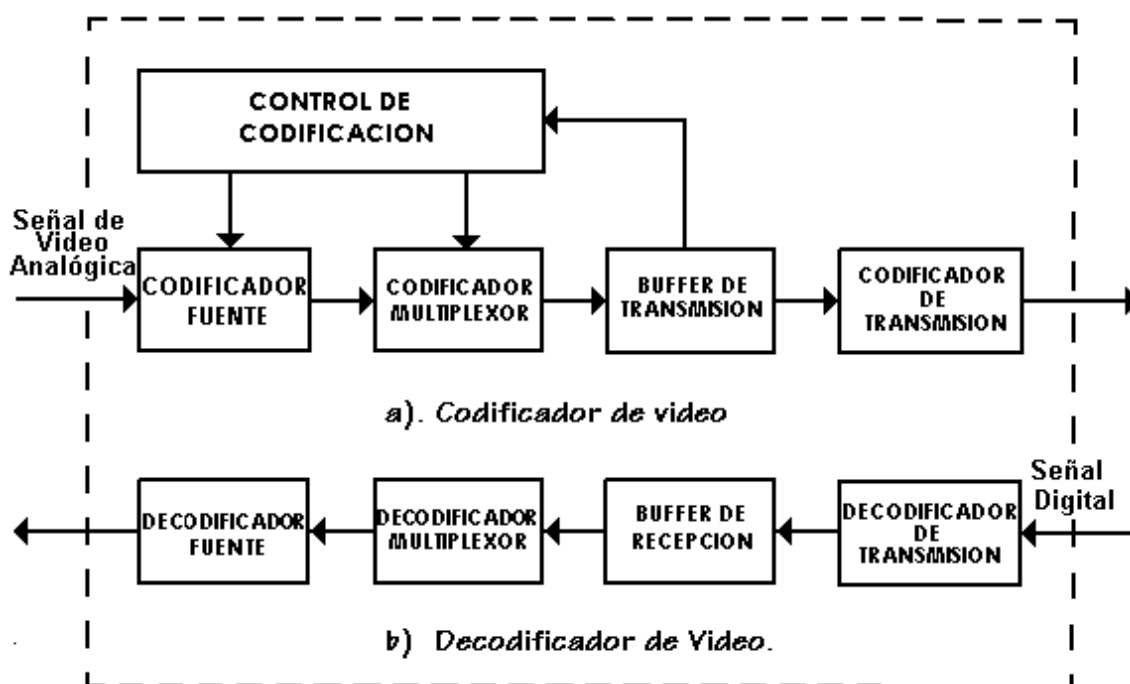 CONTROL DE
CODIFICACION
Señal de
Video
Analógica
CODIFICADOR
FUENTE
CODIFICADOR
MULTIPLEXOR
BUFFER DE
TRANSMISION
CODIFICADOR
DE
TRANSMISION
a). Codificador de video
Señal
Digital
DECODIFICADOR
FUENTE
DECODIFICADOR
MULTIPLEXOR
BUFFER DE
RECEPCION
DECODIFICADOR
DE
TRANSMISION
b) Decodificador de Video.